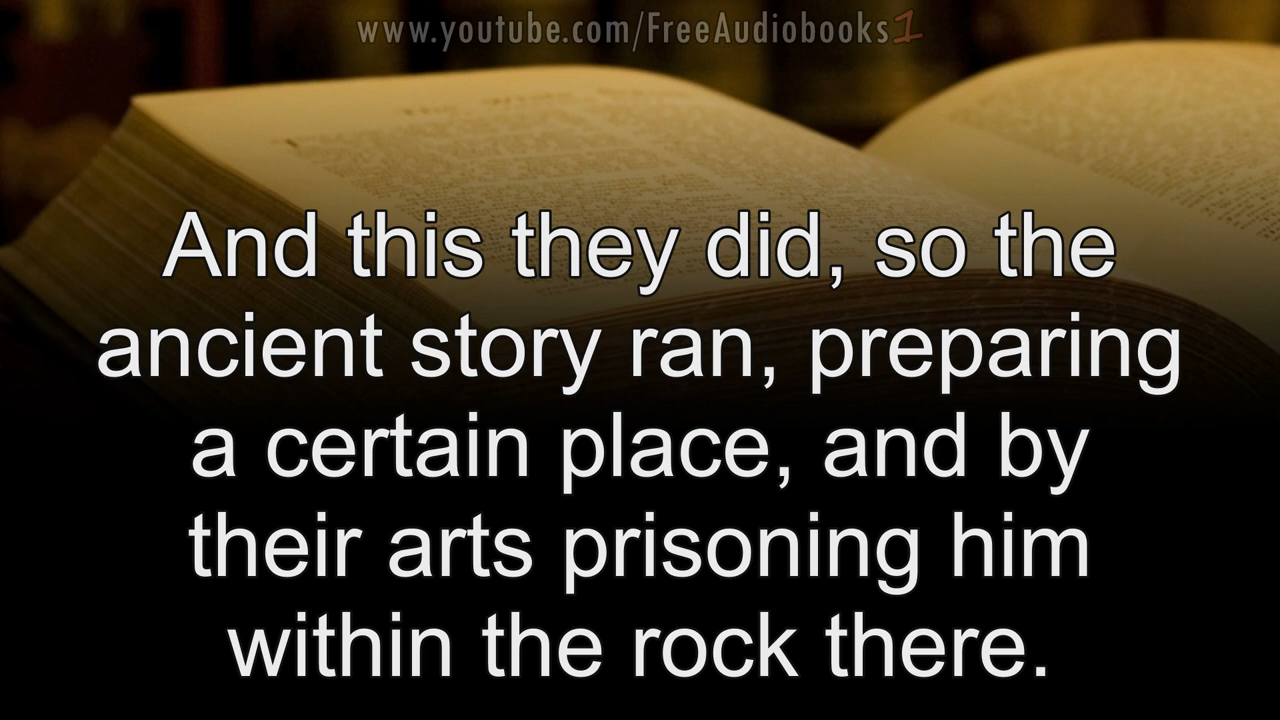 www.youtube.com/FreeAudiobooks1
And this they did, so the
ancient story ran, preparing
a certain place, and by
their arts prisoning him
within the rock there.